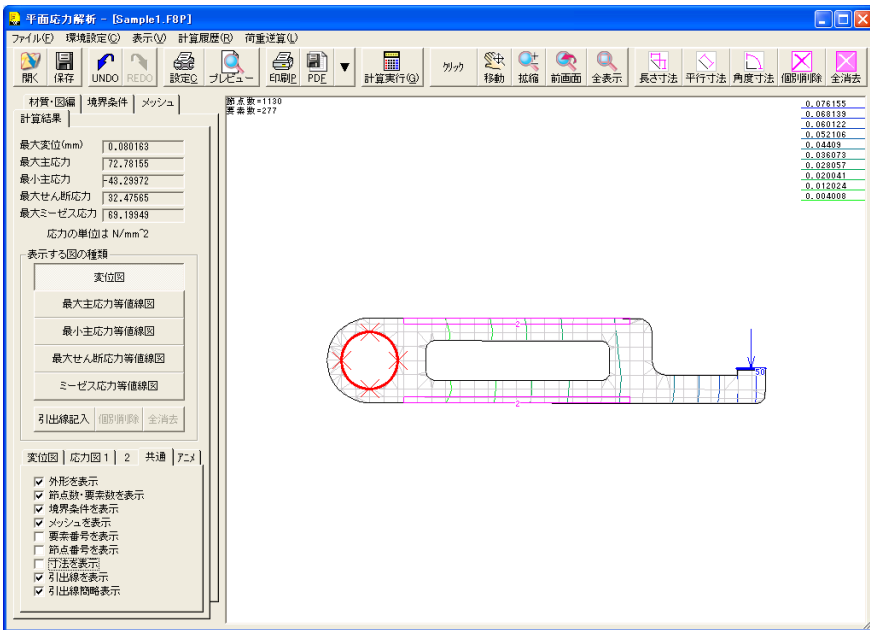 平面応力解析 - [Sample1.F8P]
ファイル(F) 環境設定(C) 表示(V) 計算履歴(R) 荷重逆算(L)
開く 保存 UNDO REDO 設定C プレビュー 印刷P PDF ▼ 計算実行(G) クリック 移動 拡縮 前画面 全表示 長さ寸法 平行寸法 角度寸法 個別削除 全消去
材質・図編 境界条件 メッシュ
計算結果
最大変位(mm) 0.080163
最大主応力 72.78155
最小主応力 -43.29972
最大せん断応力 32.47565
最大ミーゼス応力 69.19949
応力の単位は N/mm^2
表示する図の種類
変位図
最大主応力等値線図
最小主応力等値線図
最大せん断応力等値線図
ミーゼス応力等値線図
引出線記入 個別削除 全消去
変位図 応力図1 2 共通 アニメ
外形を表示
節点数・要素数を表示
境界条件を表示
メッシュを表示
要素番号を表示
節点番号を表示
寸法を表示
引出線を表示
引出線簡略表示
節点数=1130
要素数=277
0.076155
0.068139
0.060122
0.052106
0.04409
0.036073
0.028057
0.020041
0.012024
0.004008
2
50
2